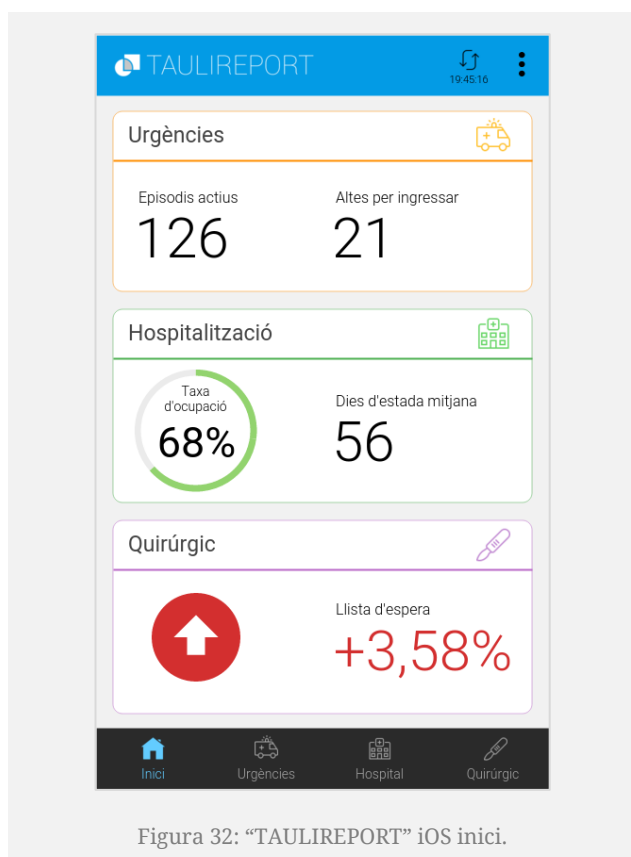 TAULIREPORT
19:45:16
Urgències
Episodis actius
126
Altes per ingressar
21
Hospitalització
Taxa
d'ocupació
68%
Dies d'estada mitjana
56
Quirúrgic
Llista d'espera
+3,58%
Inici
Urgències
Hospital
Quirúrgic
Figura 32: “TAULIREPORT” iOS inici.